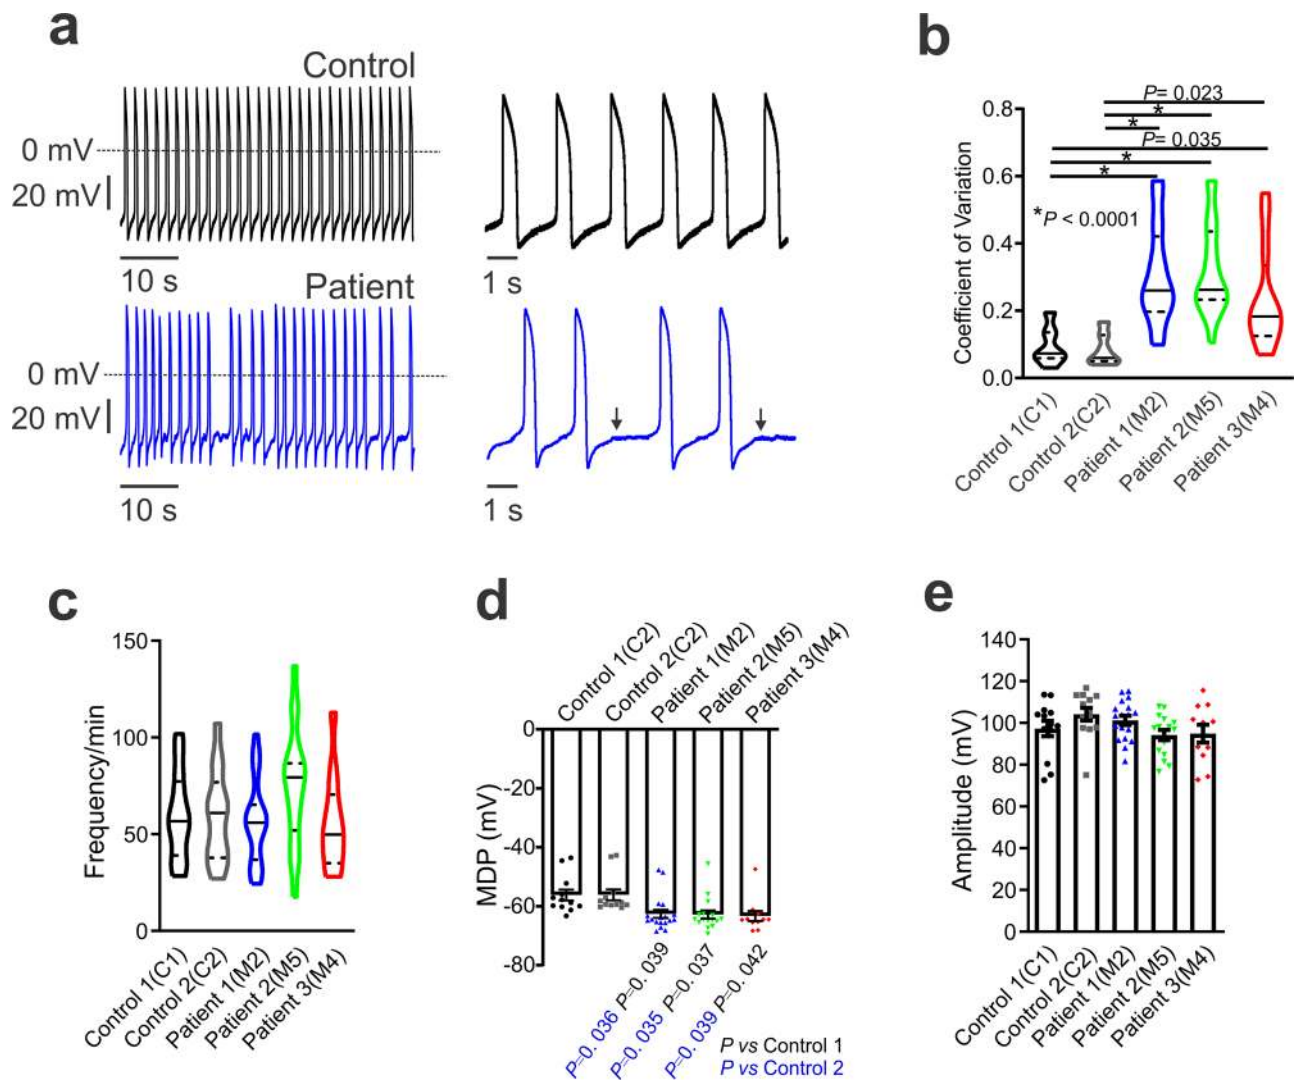 a
Control
0 mV
20 mV
10 s
1 s
Patient
0 mV
20 mV
10 s
1 s
b
Coefficient of Variation
0.8
0.6
0.4
0.2
0.0
P= 0.023
*
*
P= 0.035
*
*
*P < 0.0001
Control 1(C1)
Control 2(C2)
Patient 1(M2)
Patient 2(M5)
Patient 3(M4)
c
Frequency/min
150
100
50
0
Control 1(C1)
Control 2(C2)
Patient 1(M2)
Patient 2(M5)
Patient 3(M4)
d
Control 1(C2)
Control 2(C2)
Patient 1(M2)
Patient 2(M5)
Patient 3(M4)
MDP (mV)
0
-20
-40
-60
-80
P=0. 036 P=0. 039
P=0. 035 P=0. 037
P=0. 039 P=0. 042
P vs Control 1
P vs Control 2
e
Amplitude (mV)
140
120
100
80
60
40
20
0
Control 1(C1)
Control 2(C2)
Patient 1(M2)
Patient 2(M5)
Patient 3(M4)